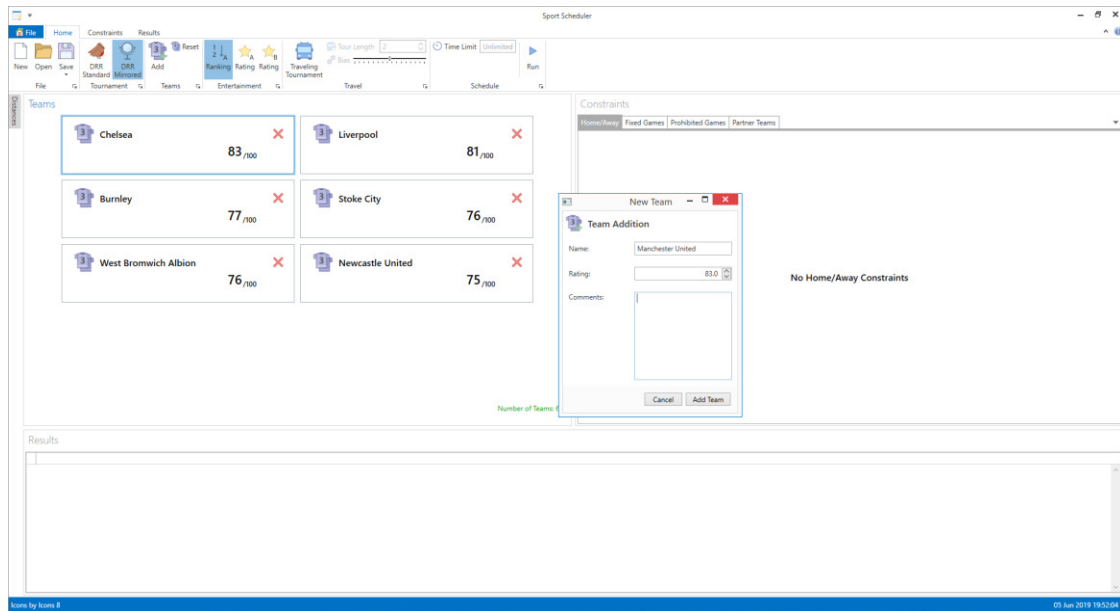 Sport Scheduler
File Home Constraints Results
New Open Save DRR Standard DRR Mirrored Add Reset Ranking Rating Rating Traveling Tournament Tour Length 2 Bias Time Limit Unlimited Run
File Tournament Teams Entertainment Travel Schedule
Distances
Teams
Chelsea
83 /100
Liverpool
81 /100
Burnley
77 /100
Stoke City
76 /100
West Bromwich Albion
76 /100
Newcastle United
75 /100
Number of Teams: 6
Constraints
Home/Away Fixed Games Prohibited Games Partner Teams
No Home/Away Constraints
New Team
Team Addition
Name: Manchester United
Rating: 83.0
Comments:
Cancel Add Team
Results
Icons by Icons 8
05 Jun 2019 19:52:04